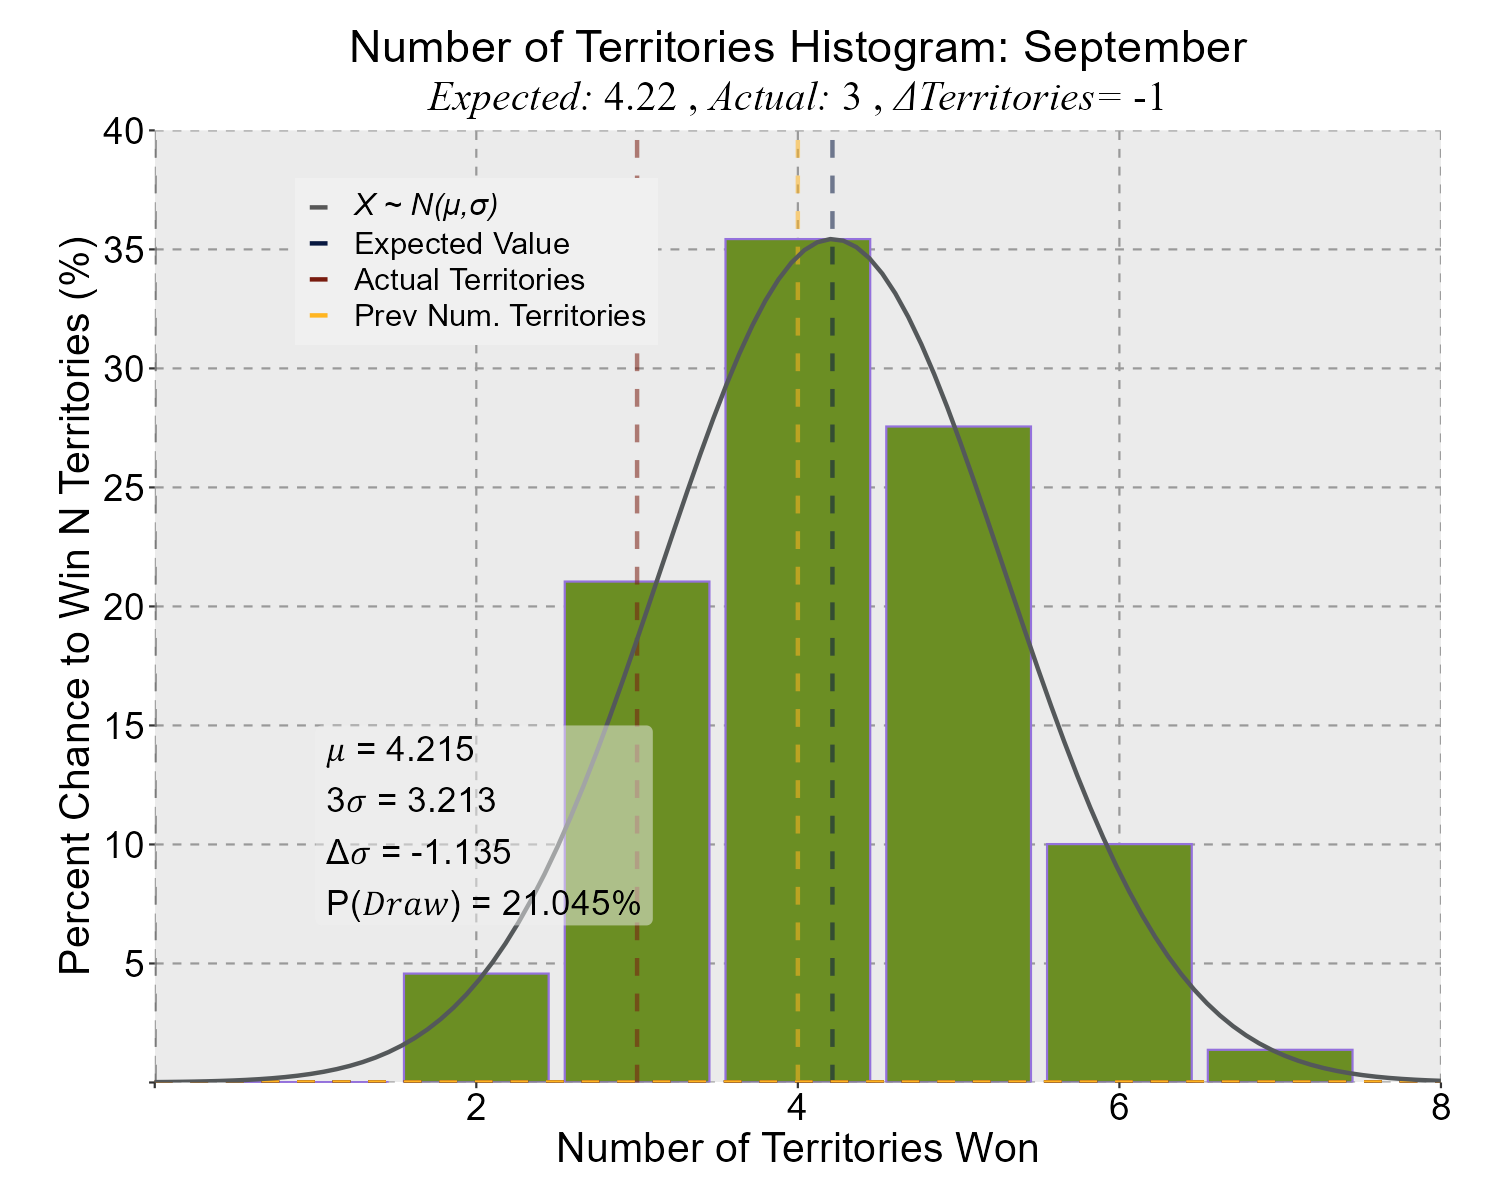 Number of Territories Histogram: September
Expected: 4.22 , Actual: 3 , ΔTerritories= -1
40
35
30
25
20
15
10
5
Percent Chance to Win N Territories (%)
X ~ N(μ,σ)
Expected Value
Actual Territories
Prev Num. Territories
μ = 4.215
3σ = 3.213
Δσ = -1.135
P(Draw) = 21.045%
2 4 6 8
Number of Territories Won